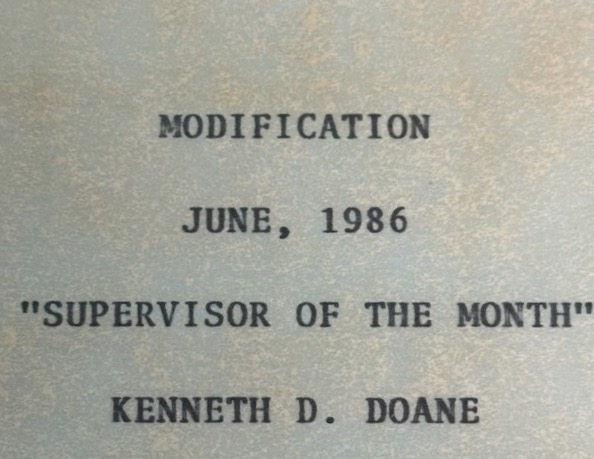 MODIFICATION
JUNE, 1986
"SUPERVISOR OF THE MONTH"
KENNETH D. DOANE